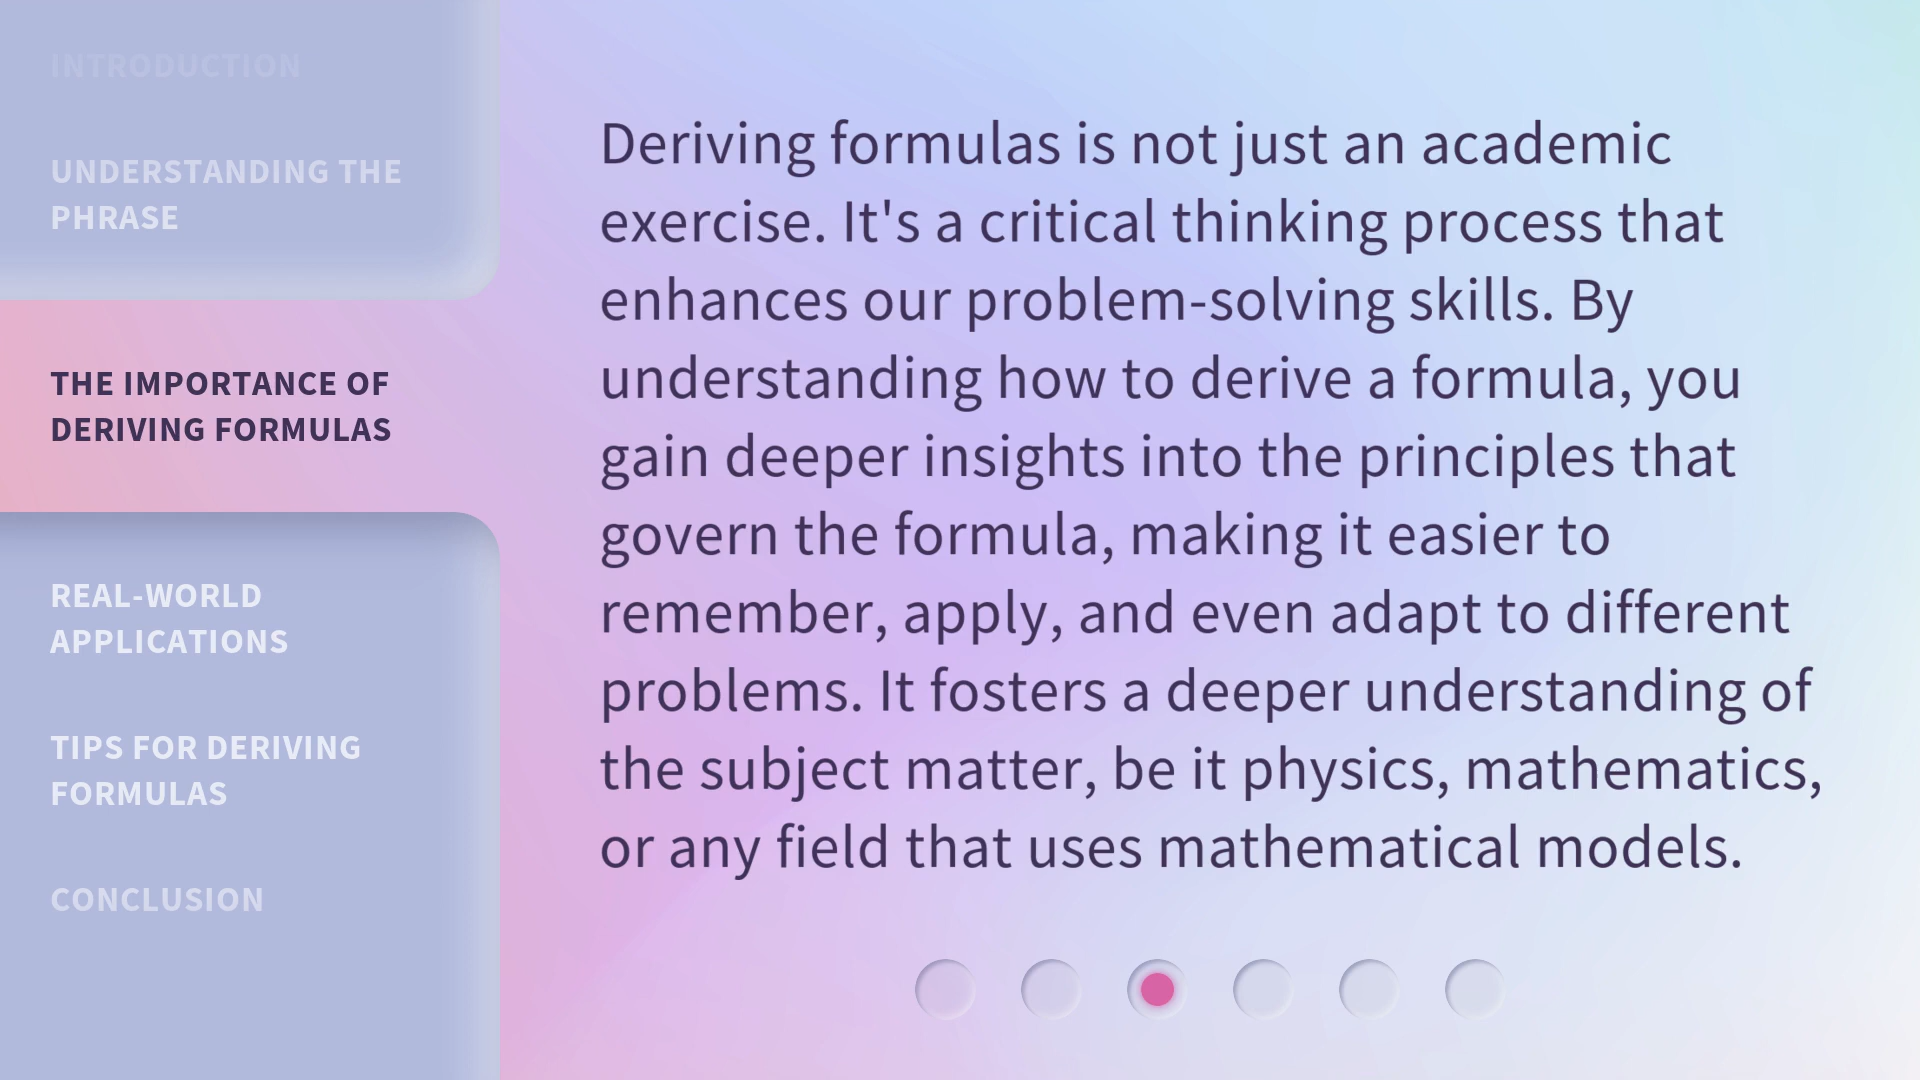 INTRODUCTION
UNDERSTANDING THE
PHRASE
THE IMPORTANCE OF
DERIVING FORMULAS
REAL-WORLD
APPLICATIONS
TIPS FOR DERIVING
FORMULAS
CONCLUSION
Deriving formulas is not just an academic
exercise. It's a critical thinking process that
enhances our problem-solving skills. By
understanding how to derive a formula, you
gain deeper insights into the principles that
govern the formula, making it easier to
remember, apply, and even adapt to different
problems. It fosters a deeper understanding of
the subject matter, be it physics, mathematics,
or any field that uses mathematical models.